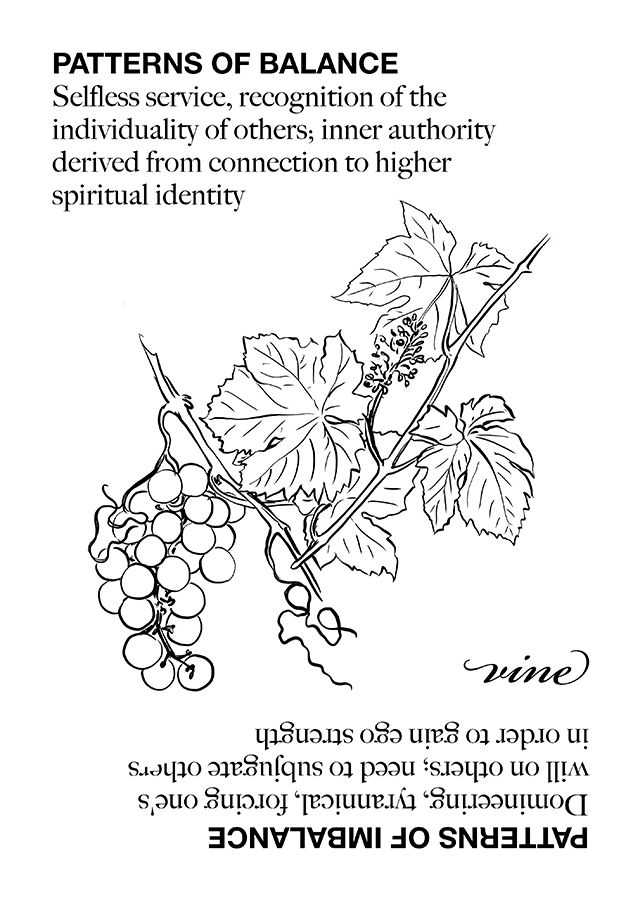 PATTERNS OF BALANCE
Selfless service, recognition of the
individuality of others; inner authority
derived from connection to higher
spiritual identity
vine
PATTERNS OF IMBALANCE
Domineering, tyrannical, forcing one's
will on others; need to subjugate others
in order to gain ego strength